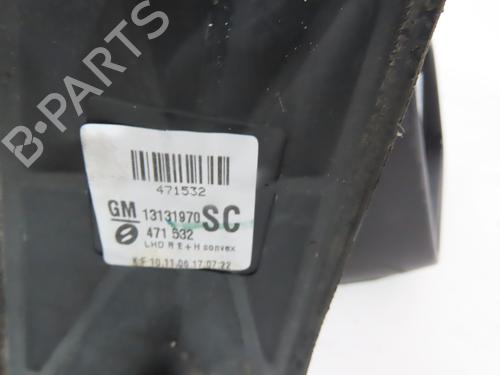 B-PARTS
471532
GM 13131970 SC
471 532
LHD R E+H convex
K:F 10.11.06 17:07:22